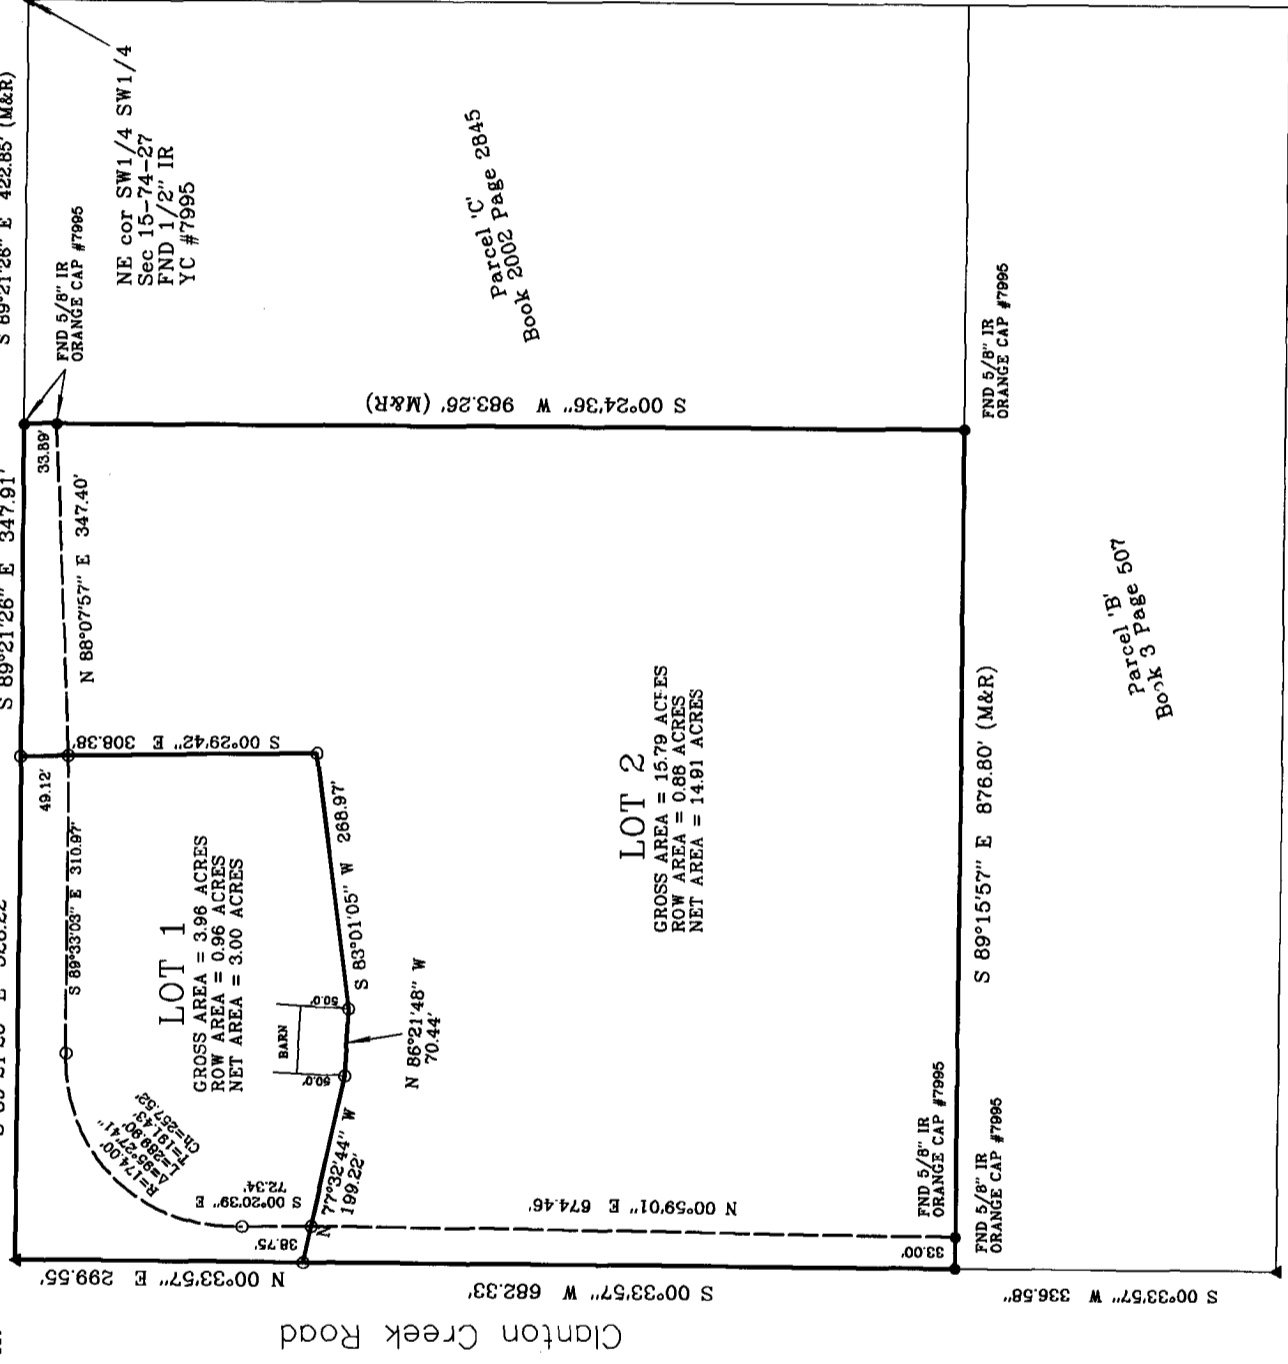 S 89°21'26" E 347.91'
S 89°21'26" E 422.85' (M&R)
NE cor SW1/4 SW1/4
Sec 15-74-27
FND 1/2" IR
YC #7995
FND 5/8" IR
ORANGE CAP #7995
33.89'
N 88°07'57" E 347.40'
49.12'
S 89°33'03" E 310.97'
S 00°29'42" E 308.38'
S 00°24'36" W 983.26' (M&R)
Parcel 'C'
Book 2002 Page 2845
R=174.00'
Δ=95°27'41"
L=289.90'
T=191.43'
Ch=257.52'
LOT 1
GROSS AREA = 3.96 ACRES
ROW AREA = 0.96 ACRES
NET AREA = 3.00 ACRES
BARN
50.0'
50.0'
S 83°01'05" W 268.97'
N 86°21'48" W
70.44'
N 77°32'44" W
199.22'
S 00°20'39" E
72.34'
38.75'
N 00°33'57" E 299.55'
S 00°33'57" W 682.33'
Clanton Creek Road
N 00°59'01" E 674.46'
LOT 2
GROSS AREA = 15.79 ACRES
ROW AREA = 0.88 ACRES
NET AREA = 14.91 ACRES
FND 5/8" IR
ORANGE CAP #7995
33.00'
FND 5/8" IR
ORANGE CAP #7995
S 89°15'57" E 876.80' (M&R)
FND 5/8" IR
ORANGE CAP #7995
Parcel 'B'
Book 3 Page 507
S 00°33'57" W 336.58"